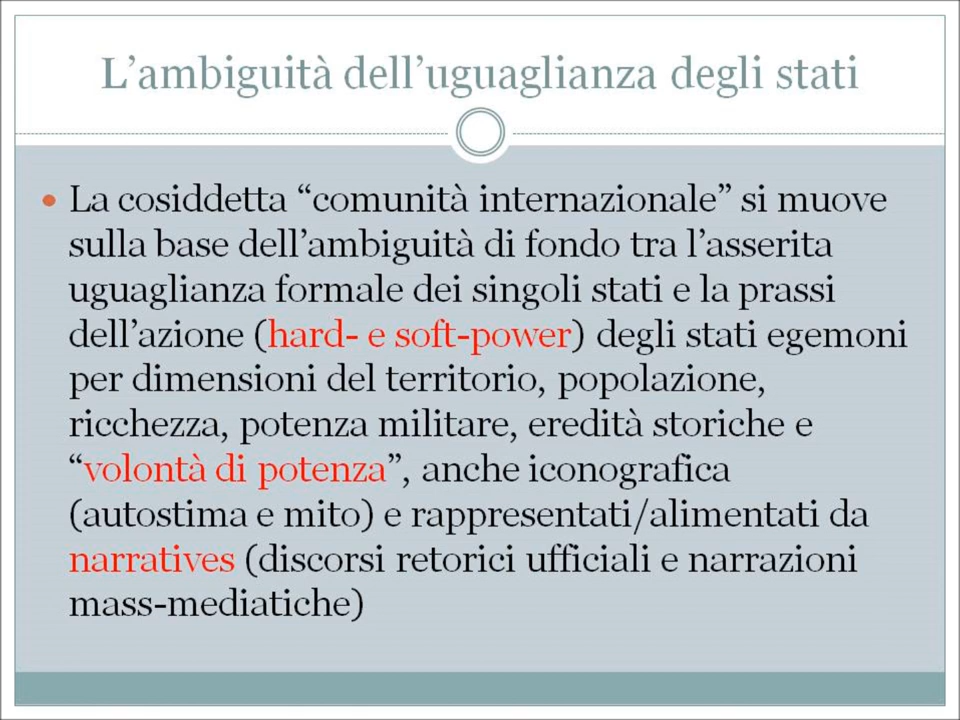 L’ambiguità dell’uguaglianza degli stati
• La cosiddetta “comunità internazionale” si muove
sulla base dell’ambiguità di fondo tra l’asserita
uguaglianza formale dei singoli stati e la prassi
dell’azione (hard- e soft-power) degli stati egemoni
per dimensioni del territorio, popolazione,
ricchezza, potenza militare, eredità storiche e
“volontà di potenza”, anche iconografica
(autostima e mito) e rappresentati/alimentati da
narratives (discorsi retorici ufficiali e narrazioni
mass-mediatiche)